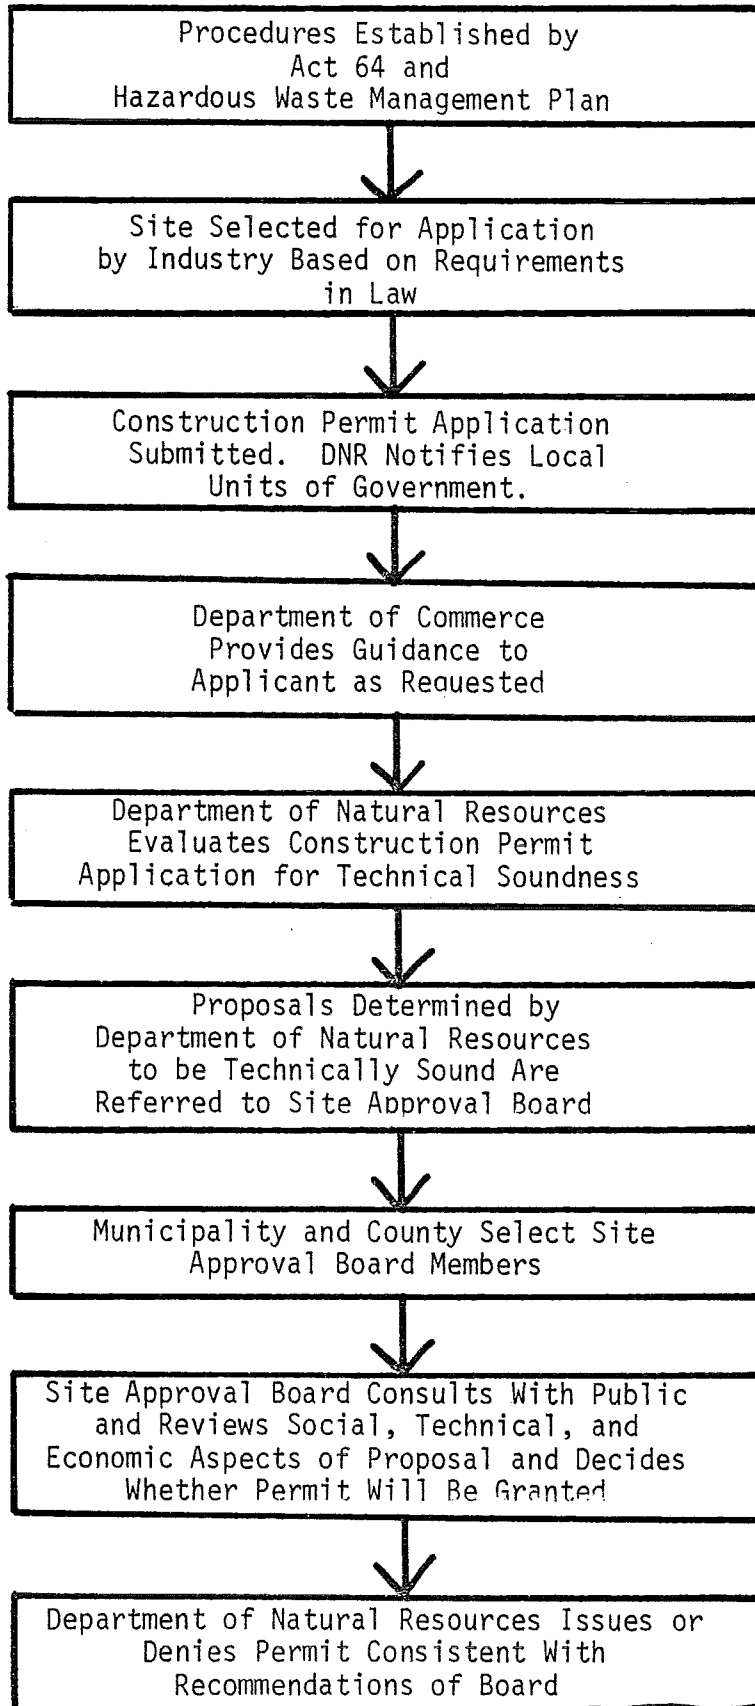 Procedures Established by
Act 64 and
Hazardous Waste Management Plan
Site Selected for Application
by Industry Based on Requirements
in Law
Construction Permit Application
Submitted. DNR Notifies Local
Units of Government.
Department of Commerce
Provides Guidance to
Applicant as Requested
Department of Natural Resources
Evaluates Construction Permit
Application for Technical Soundness
Proposals Determined by
Department of Natural Resources
to be Technically Sound Are
Referred to Site Approval Board
Municipality and County Select Site
Approval Board Members
Site Approval Board Consults With Public
and Reviews Social, Technical, and
Economic Aspects of Proposal and Decides
Whether Permit Will Be Granted
Department of Natural Resources Issues or
Denies Permit Consistent With
Recommendations of Board